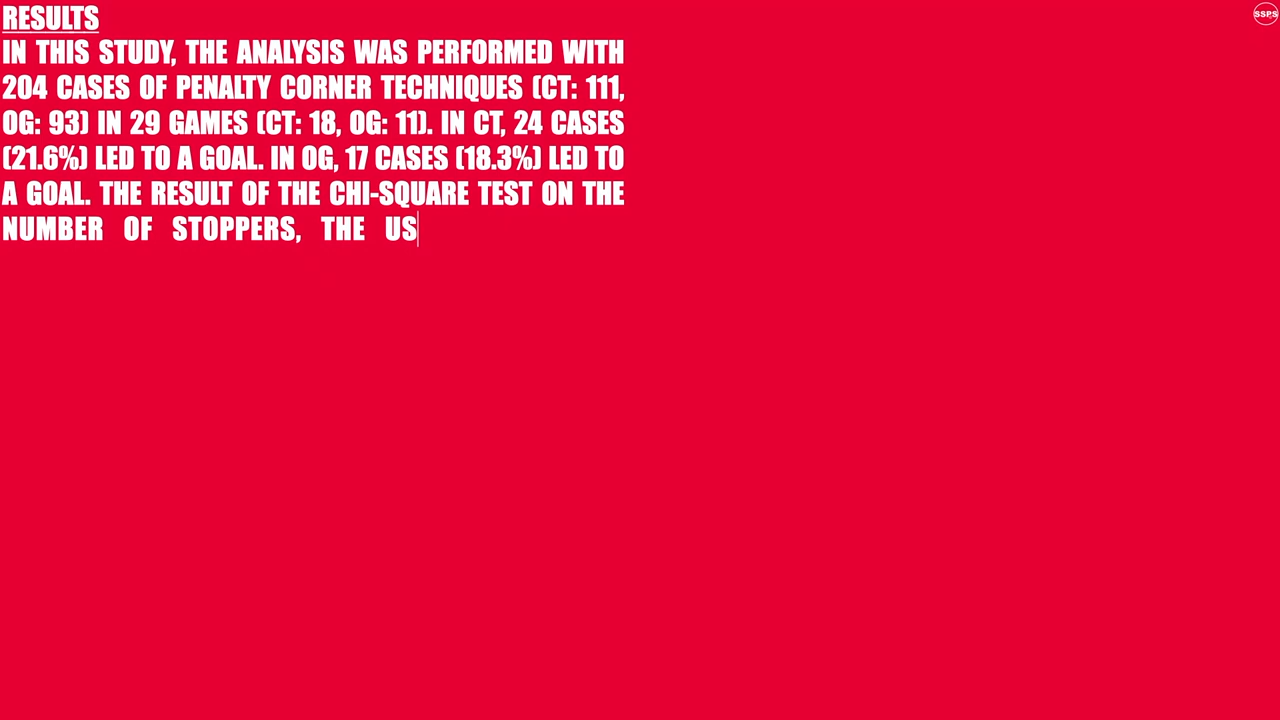 RESULTS
SSPS
IN THIS STUDY, THE ANALYSIS WAS PERFORMED WITH
204 CASES OF PENALTY CORNER TECHNIQUES (CT: 111,
OG: 93) IN 29 GAMES (CT: 18, OG: 11). IN CT, 24 CASES
(21.6%) LED TO A GOAL. IN OG, 17 CASES (18.3%) LED TO
A GOAL. THE RESULT OF THE CHI-SQUARE TEST ON THE
NUMBER OF STOPPERS, THE US